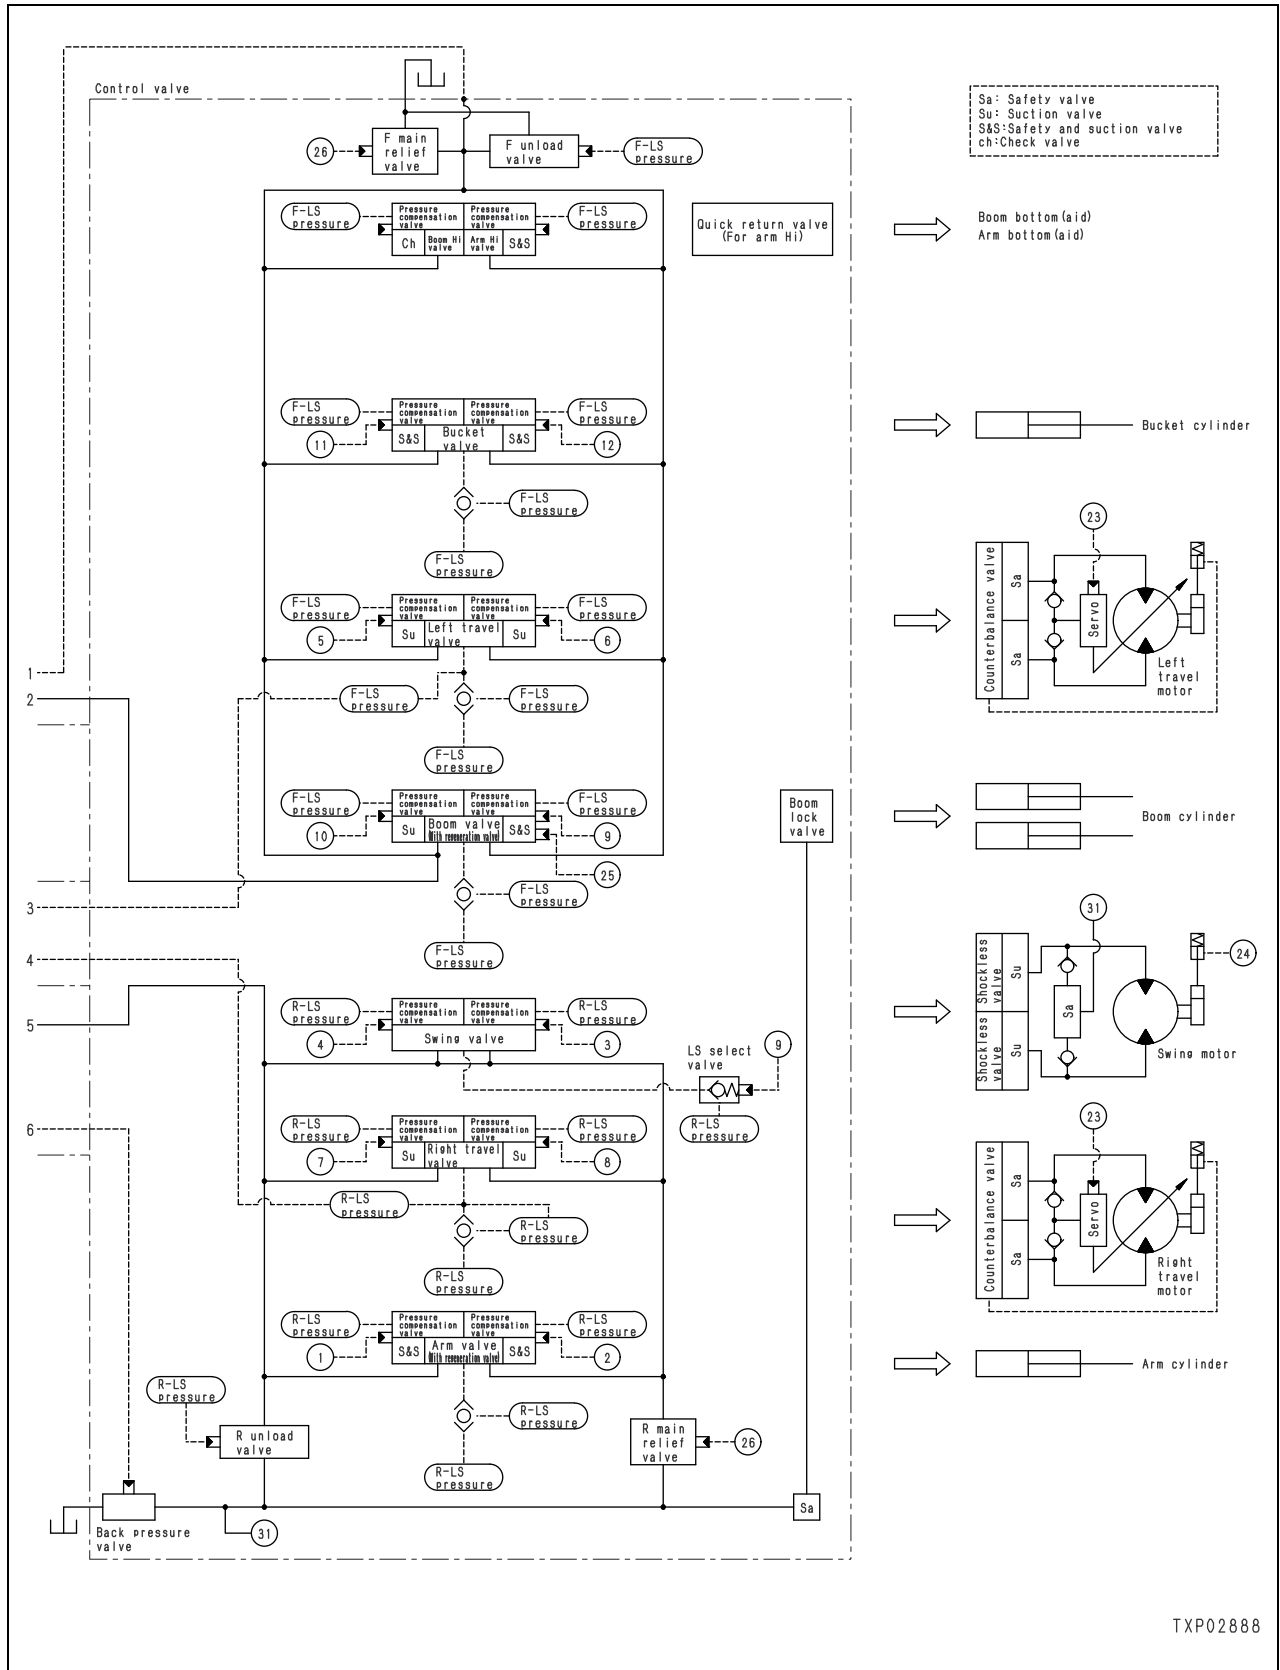 Control valve
Sa: Safety valve
Su: Suction valve
S&S:Safety and suction valve
ch:Check valve
26
F main
relief
valve
F unload
valve
F-LS
pressure
F-LS
pressure
Pressure
compensation
valve
Pressure
compensation
valve
F-LS
pressure
Ch
Boom Hi
valve
Arm Hi
valve
S&S
Quick return valve
(For arm Hi)
Boom bottom(aid)
Arm bottom(aid)
F-LS
pressure
Pressure
compensation
valve
Pressure
compensation
valve
F-LS
pressure
11
S&S
Bucket
valve
S&S
12
Bucket cylinder
F-LS
pressure
F-LS
pressure
23
Counterbalance valve
Sa
Sa
Servo
Left
travel
motor
F-LS
pressure
Pressure
compensation
valve
Pressure
compensation
valve
F-LS
pressure
5
Su
Left travel
valve
Su
6
1
2
F-LS
pressure
F-LS
pressure
F-LS
pressure
F-LS
pressure
Pressure
compensation
valve
Pressure
compensation
valve
F-LS
pressure
10
Su
Boom valve
(With regeneration valve)
S&S
9
25
Boom
lock
valve
Boom cylinder
3
F-LS
pressure
F-LS
pressure
4
5
R-LS
pressure
Pressure
compensation
valve
Pressure
compensation
valve
R-LS
pressure
4
Swing valve
3
LS select
valve
9
R-LS
pressure
31
24
Shockless
valve
Shockless
valve
Su
Su
Sa
Swing motor
6
R-LS
pressure
Pressure
compensation
valve
Pressure
compensation
valve
R-LS
pressure
7
Su
Right travel
valve
Su
8
R-LS
pressure
R-LS
pressure
R-LS
pressure
23
Counterbalance valve
Sa
Sa
Servo
Right
travel
motor
R-LS
pressure
Pressure
compensation
valve
Pressure
compensation
valve
R-LS
pressure
1
S&S
Arm valve
(With regeneration valve)
S&S
2
Arm cylinder
R-LS
pressure
R unload
valve
R-LS
pressure
R-LS
pressure
R main
relief
valve
26
Back pressure
valve
31
Sa
TXP02888